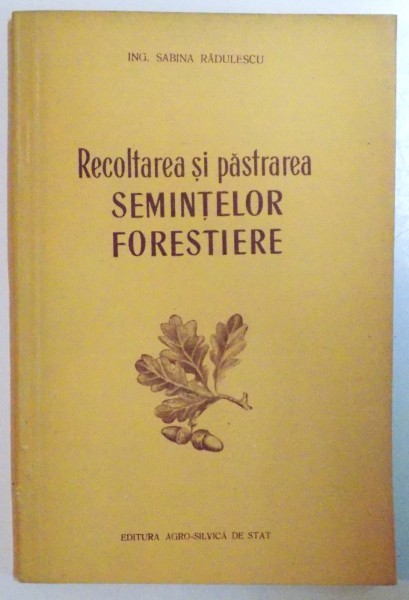 ING. SABINA RĂDULESCU
Recoltarea și păstrarea
SEMINȚELOR
FORESTIERE
EDITURA AGRO-SILVICĂ DE STAT